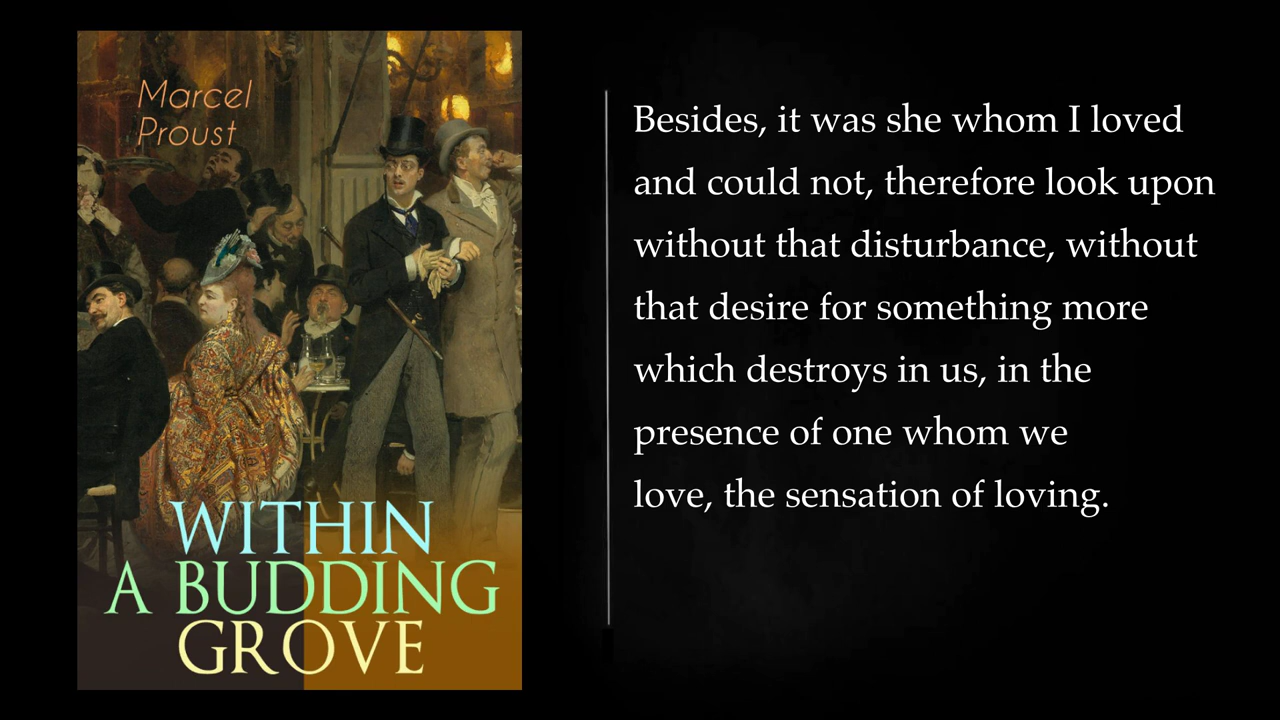 Marcel
Proust
WITHIN
A BUDDING
GROVE
Besides, it was she whom I loved
and could not, therefore look upon
without that disturbance, without
that desire for something more
which destroys in us, in the
presence of one whom we
love, the sensation of loving.